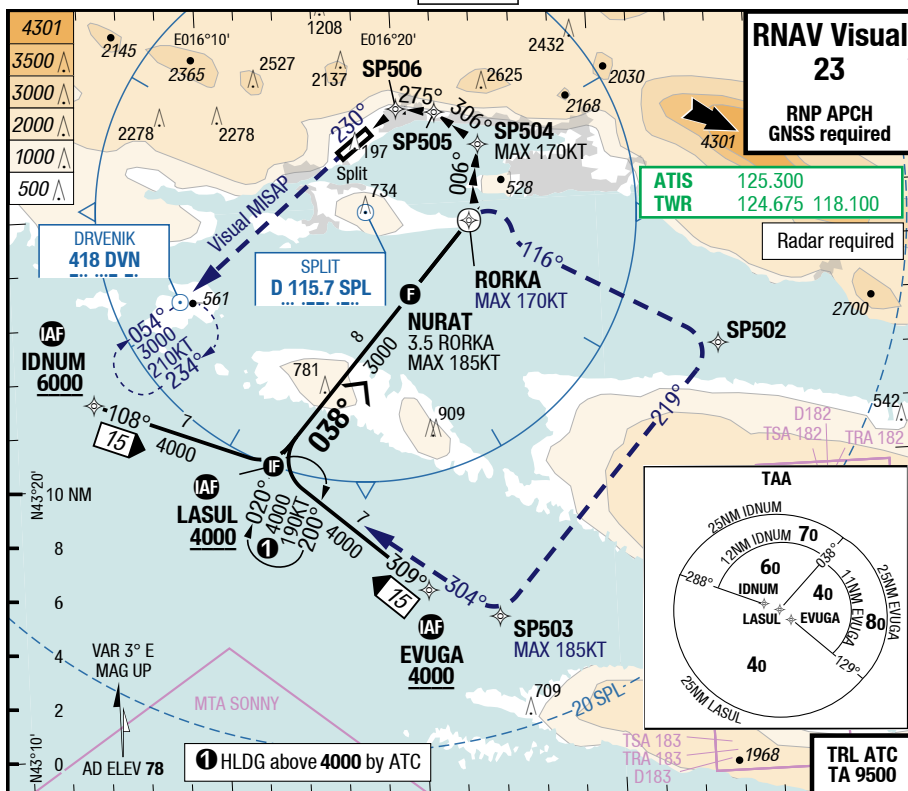 4301
3500
3000
2000
1000
500
2145
E016°10'
2365
2527
1208
2137
E016°20'
2278
2278
SP506
275°
2625
2432
2030
2168
306°
SP505
SP504
MAX 170KT
006°
528
230°
197
Split
734
Visual MISAP
4301
RNAV Visual
23
RNP APCH
GNSS required
ATIS 125.300
TWR 124.675 118.100
Radar required
DRVENIK
418 DVN
SPLIT
D 115.7 SPL
RORKA
MAX 170KT
116°
2700
561
F
NURAT
3.5 RORKA
MAX 185KT
SP502
054°
3000
210KT
234°
IAF
IDNUM
6000
8
3000
781
909
038°
219°
542
D182
TSA 182
TRA 182
108°
7
4000
15
IF
IAF
LASUL
4000
020°
4000
190KT
200°
1
7
4000
309°
15
304°
IAF
EVUGA
4000
SP503
MAX 185KT
N43°20'
10 NM
8
6
4
2
0
N43°10'
VAR 3° E
MAG UP
AD ELEV 78
MTA SONNY
1 HLDG above 4000 by ATC
709
20 SPL
TSA 183
TRA 183
D183
1968
TAA
25NM IDNUM
12NM IDNUM
70
60
038°
288°
IDNUM
40
11NM EVUGA
25NM EVUGA
LASUL
EVUGA
80
129°
40
25NM LASUL
TRL ATC
TA 9500